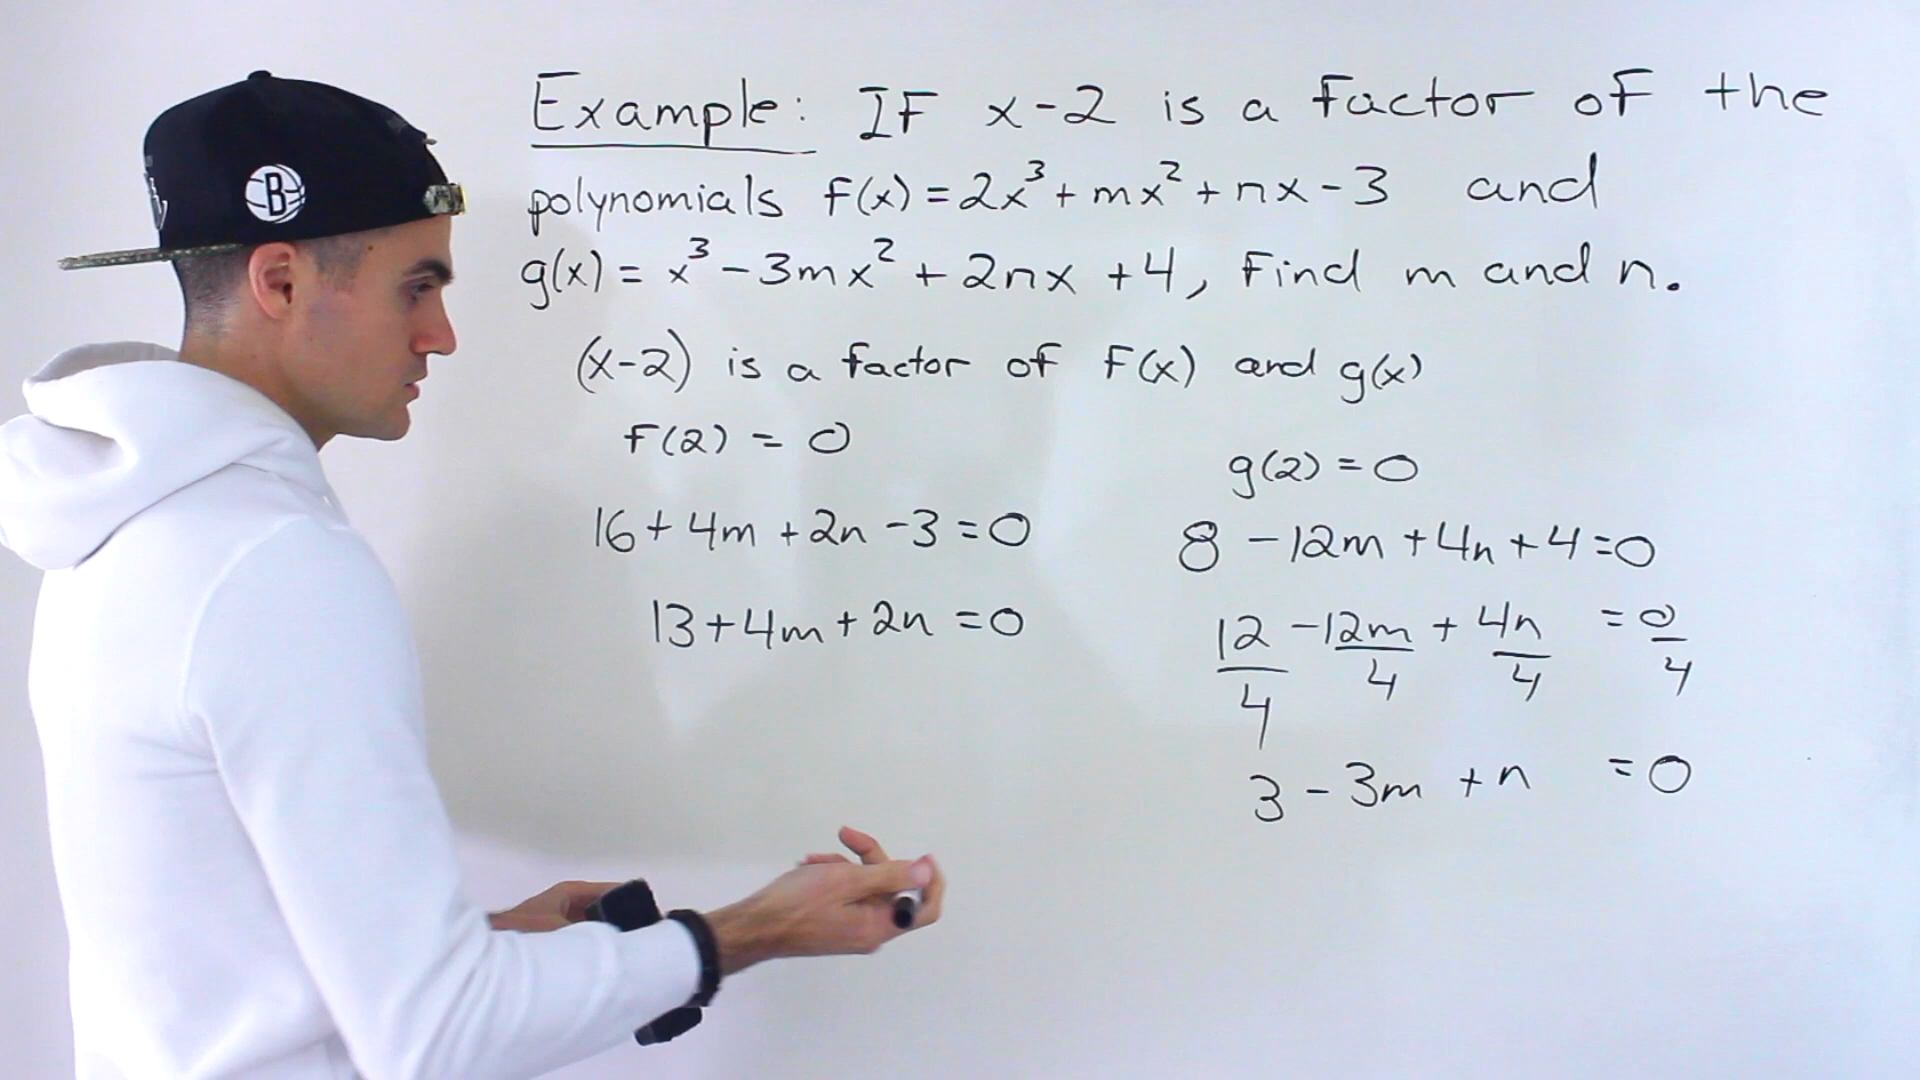 Example: IF x-2 is a factor of the
polynomials f(x) = 2x³ + mx² + nx - 3 and
g(x) = x³ - 3mx² + 2nx + 4, Find m and n.
(x-2) is a factor of F(x) and g(x)
F(2) = 0
16 + 4m + 2n - 3 = 0
13 + 4m + 2n = 0
g(2) = 0
8 - 12m + 4n + 4 = 0
12/4 - 12m/4 + 4n/4 = 0/4
3 - 3m + n = 0
B